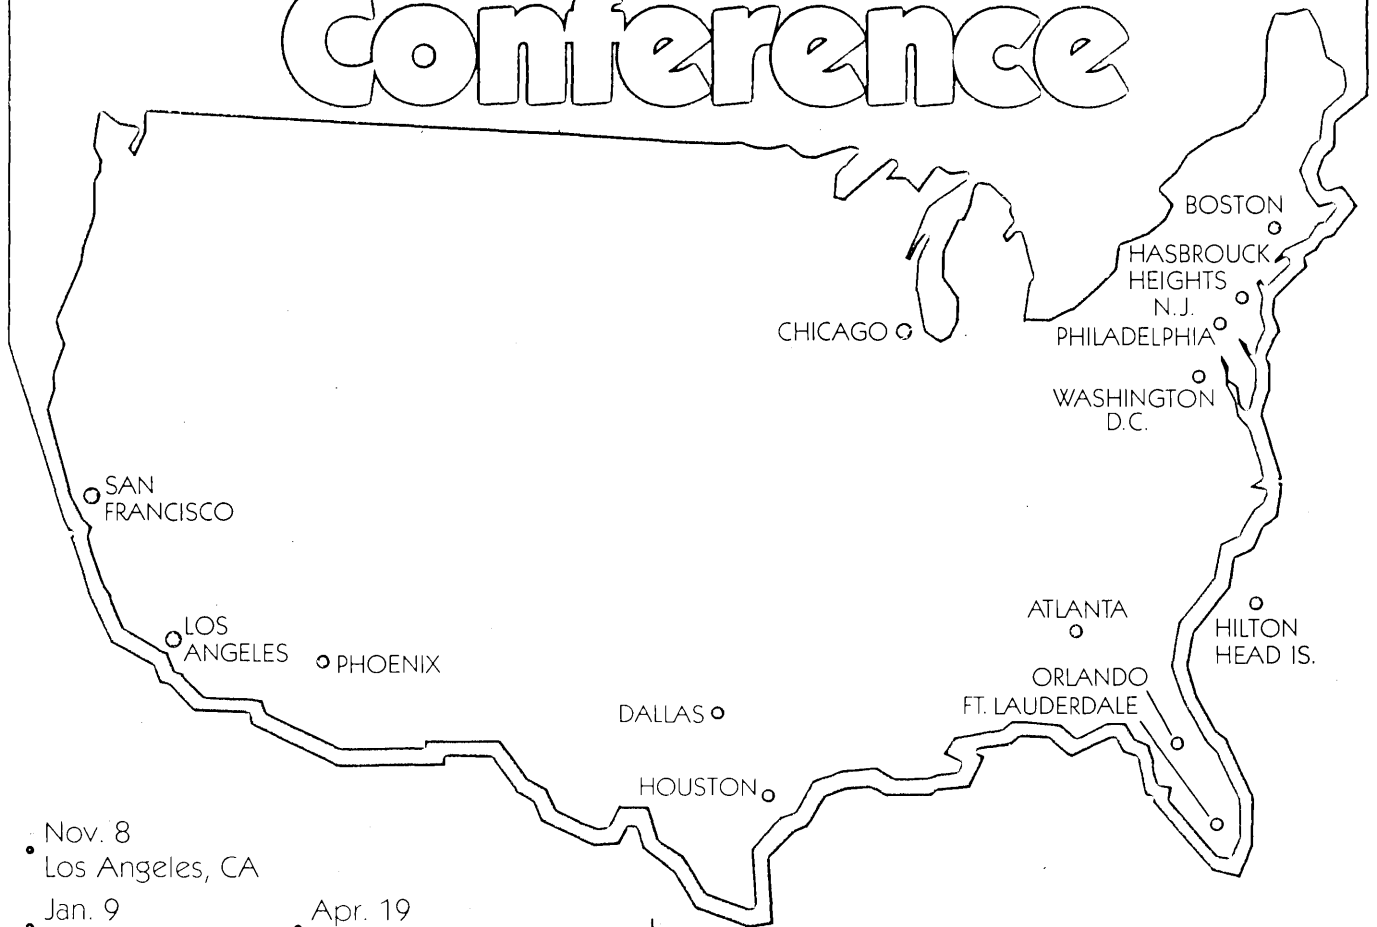 Conference
BOSTON
HASBROUCK
HEIGHTS
N.J.
CHICAGO
PHILADELPHIA
WASHINGTON
D.C.
SAN
FRANCISCO
ATLANTA
HILTON
HEAD IS.
LOS
ANGELES
PHOENIX
ORLANDO
FT. LAUDERDALE
DALLAS
HOUSTON
Nov. 8
Los Angeles, CA
Jan. 9
Apr. 19